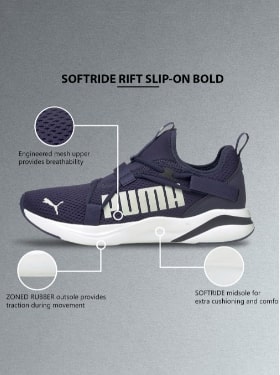 SOFTRIDE RIFT SLIP-ON BOLD
Engineered mesh upper
provides breathability
PUMA
ZONED RUBBER outsole provides
traction during movement
SOFTRIDE midsole for
extra cushioning and comfo